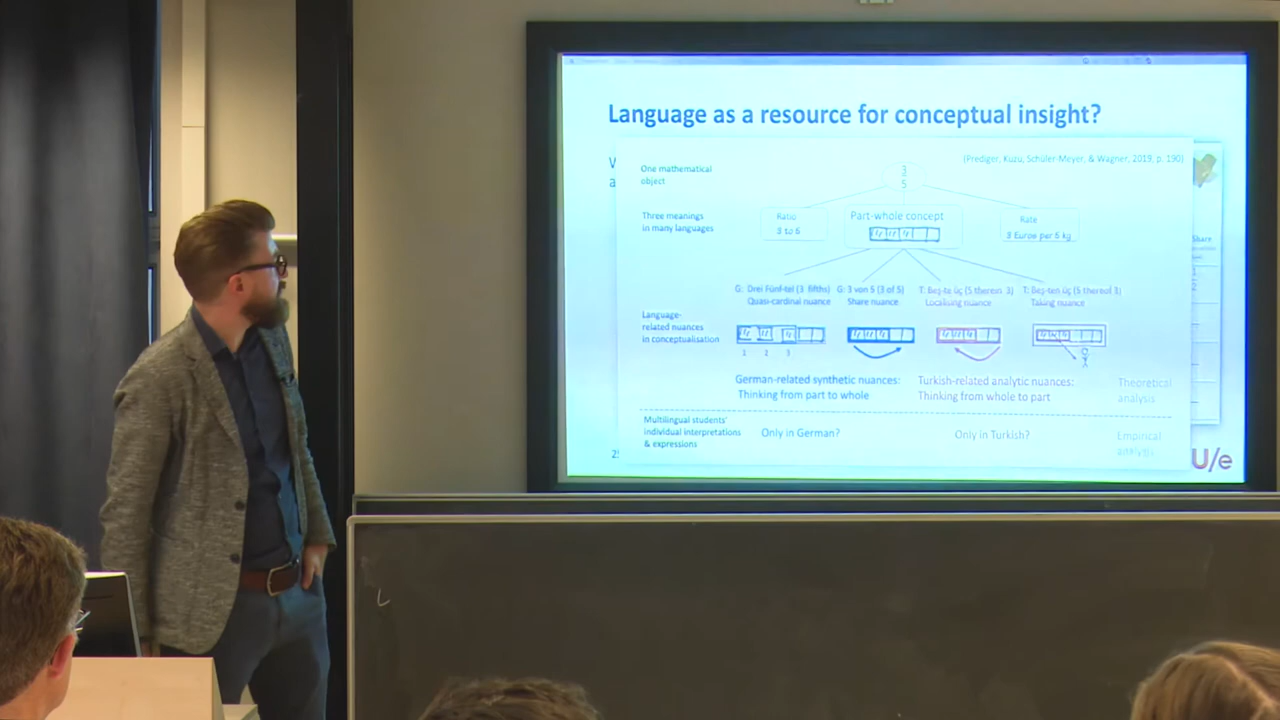 Language as a resource for conceptual insight?
(Prediger, Kuzu, Schüler-Meyer, & Wagner, 2019, p. 190)
One mathematical
object
3
5
Three meanings
in many languages
Ratio
3 to 5
Part-whole concept
Rate
3 Euros per 5 kg
Share
G: Drei Fünf-tel (3 fifths)
Quasi-cardinal nuance
G: 3 von 5 (3 of 5)
Share nuance
T: Beş-te üç (5 therein 3)
Localising nuance
T: Beş-ten üç (5 thereof 3)
Taking nuance
Language-
related nuances
in conceptualisation
1 2 3
German-related synthetic nuances:
Thinking from part to whole
Turkish-related analytic nuances:
Thinking from whole to part
Theoretical
analysis
Multilingual students'
individual interpretations
& expressions
Only in German?
Only in Turkish?
Empirical
analysis
U/e